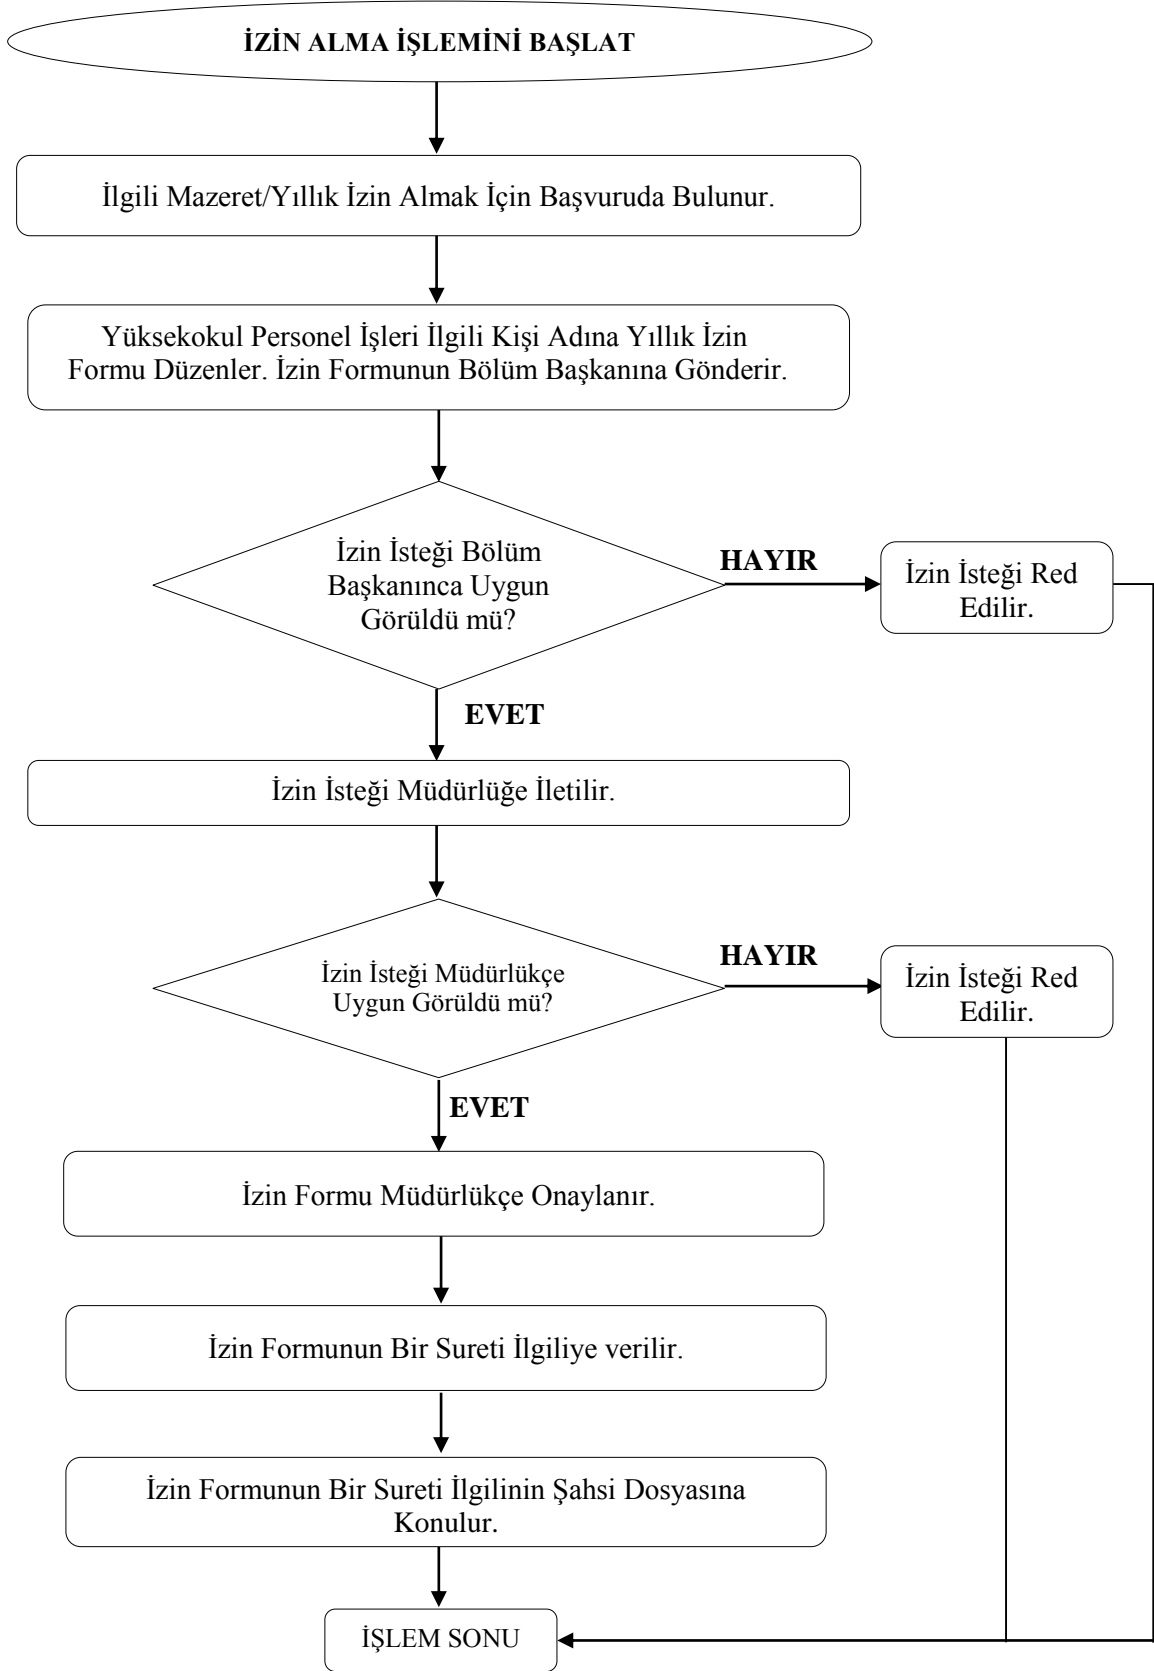 İZİN ALMA İŞLEMİNİ BAŞLAT
İlgili Mazeret/Yıllık İzin Almak İçin Başvuruda Bulunur.
Yüksekokul Personel İşleri İlgili Kişi Adına Yıllık İzin
Formu Düzenler. İzin Formunun Bölüm Başkanına Gönderir.
İzin İsteği Bölüm
Başkanınca Uygun
Görüldü mü?
HAYIR
İzin İsteği Red
Edilir.
EVET
İzin İsteği Müdürlüğe İletilir.
İzin İsteği Müdürlükçe
Uygun Görüldü mü?
HAYIR
İzin İsteği Red
Edilir.
EVET
İzin Formu Müdürlükçe Onaylanır.
İzin Formunun Bir Sureti İlgiliye verilir.
İzin Formunun Bir Sureti İlgilinin Şahsi Dosyasına
Konulur.
İŞLEM SONU